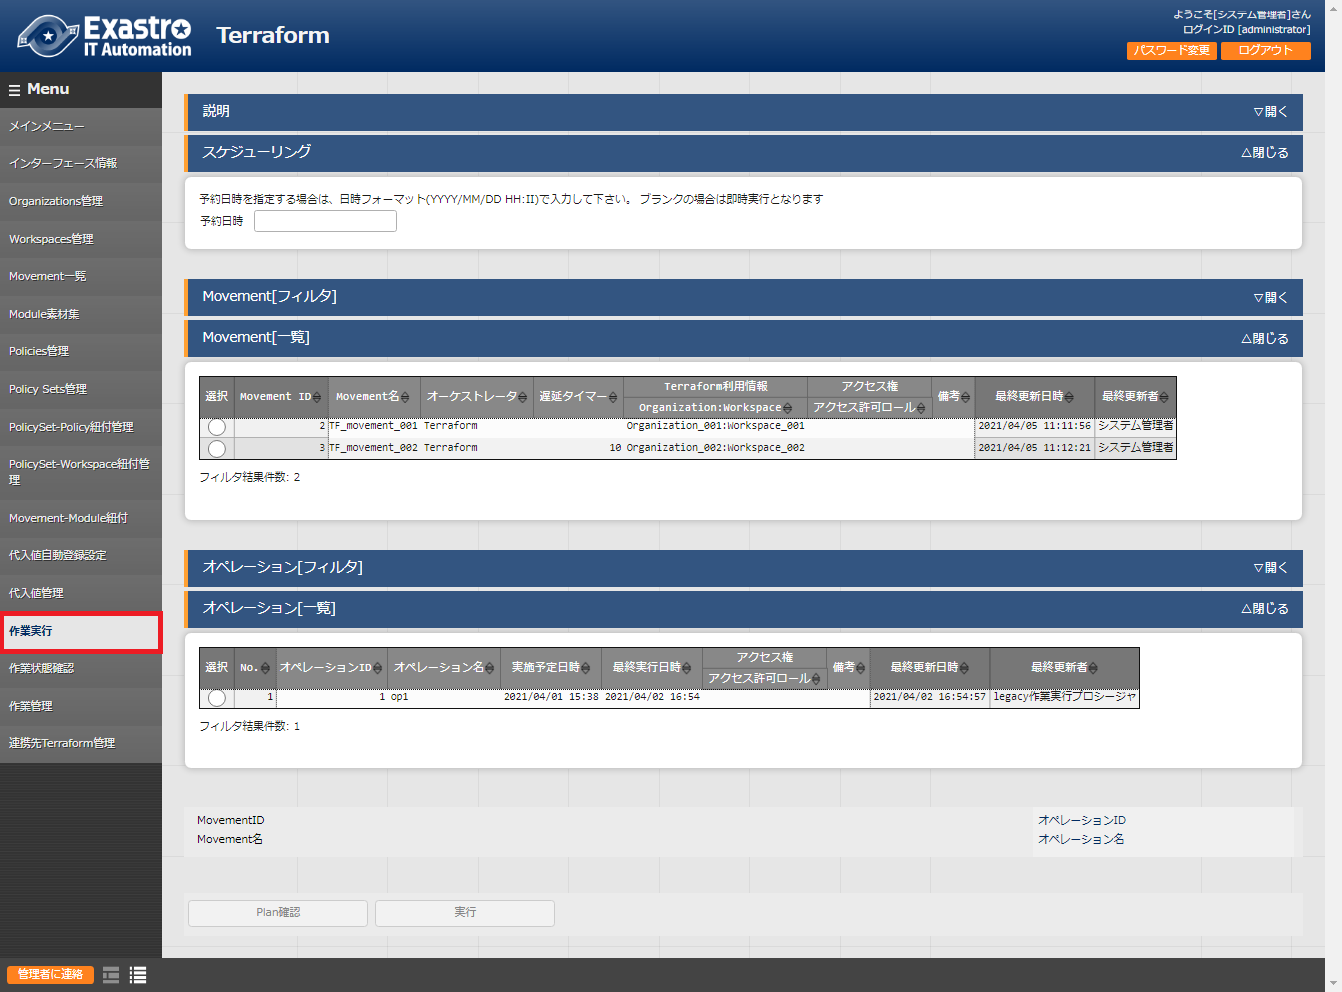 Exastro
IT Automation
Terraform
ようこそ[システム管理者]さん
ログインID [administrator]
パスワード変更
ログアウト
Menu
メインメニュー
インターフェース情報
Organizations管理
Workspaces管理
Movement一覧
Module素材集
Policies管理
Policy Sets管理
PolicySet-Policy紐付管理
PolicySet-Workspace紐付管
理
Movement-Module紐付
代入値自動登録設定
代入値管理
作業実行
作業状態確認
作業管理
連携先Terraform管理
説明
▽開く
スケジューリング
△閉じる
予約日時を指定する場合は、日時フォーマット(YYYY/MM/DD HH:II)で入力して下さい。 ブランクの場合は即時実行となります
予約日時
Movement[フィルタ]
▽開く
Movement[一覧]
△閉じる
選択 Movement ID Movement名 オーケストレータ 遅延タイマー Terraform利用情報 アクセス権 備考 最終更新日時 最終更新者
Organization:Workspace アクセス許可ロール
2 TF_movement_001 Terraform Organization_001:Workspace_001 2021/04/05 11:11:56 システム管理者
3 TF_movement_002 Terraform 10 Organization_002:Workspace_002 2021/04/05 11:12:21 システム管理者
フィルタ結果件数: 2
オペレーション[フィルタ]
▽開く
オペレーション[一覧]
△閉じる
選択 No. オペレーションID オペレーション名 実施予定日時 最終実行日時 アクセス権 備考 最終更新日時 最終更新者
アクセス許可ロール
1 1 op1 2021/04/01 15:38 2021/04/02 16:54 2021/04/02 16:54:57 legacy作業実行プロシージャ
フィルタ結果件数: 1
MovementID
Movement名
オペレーションID
オペレーション名
Plan確認
実行
管理者に連絡